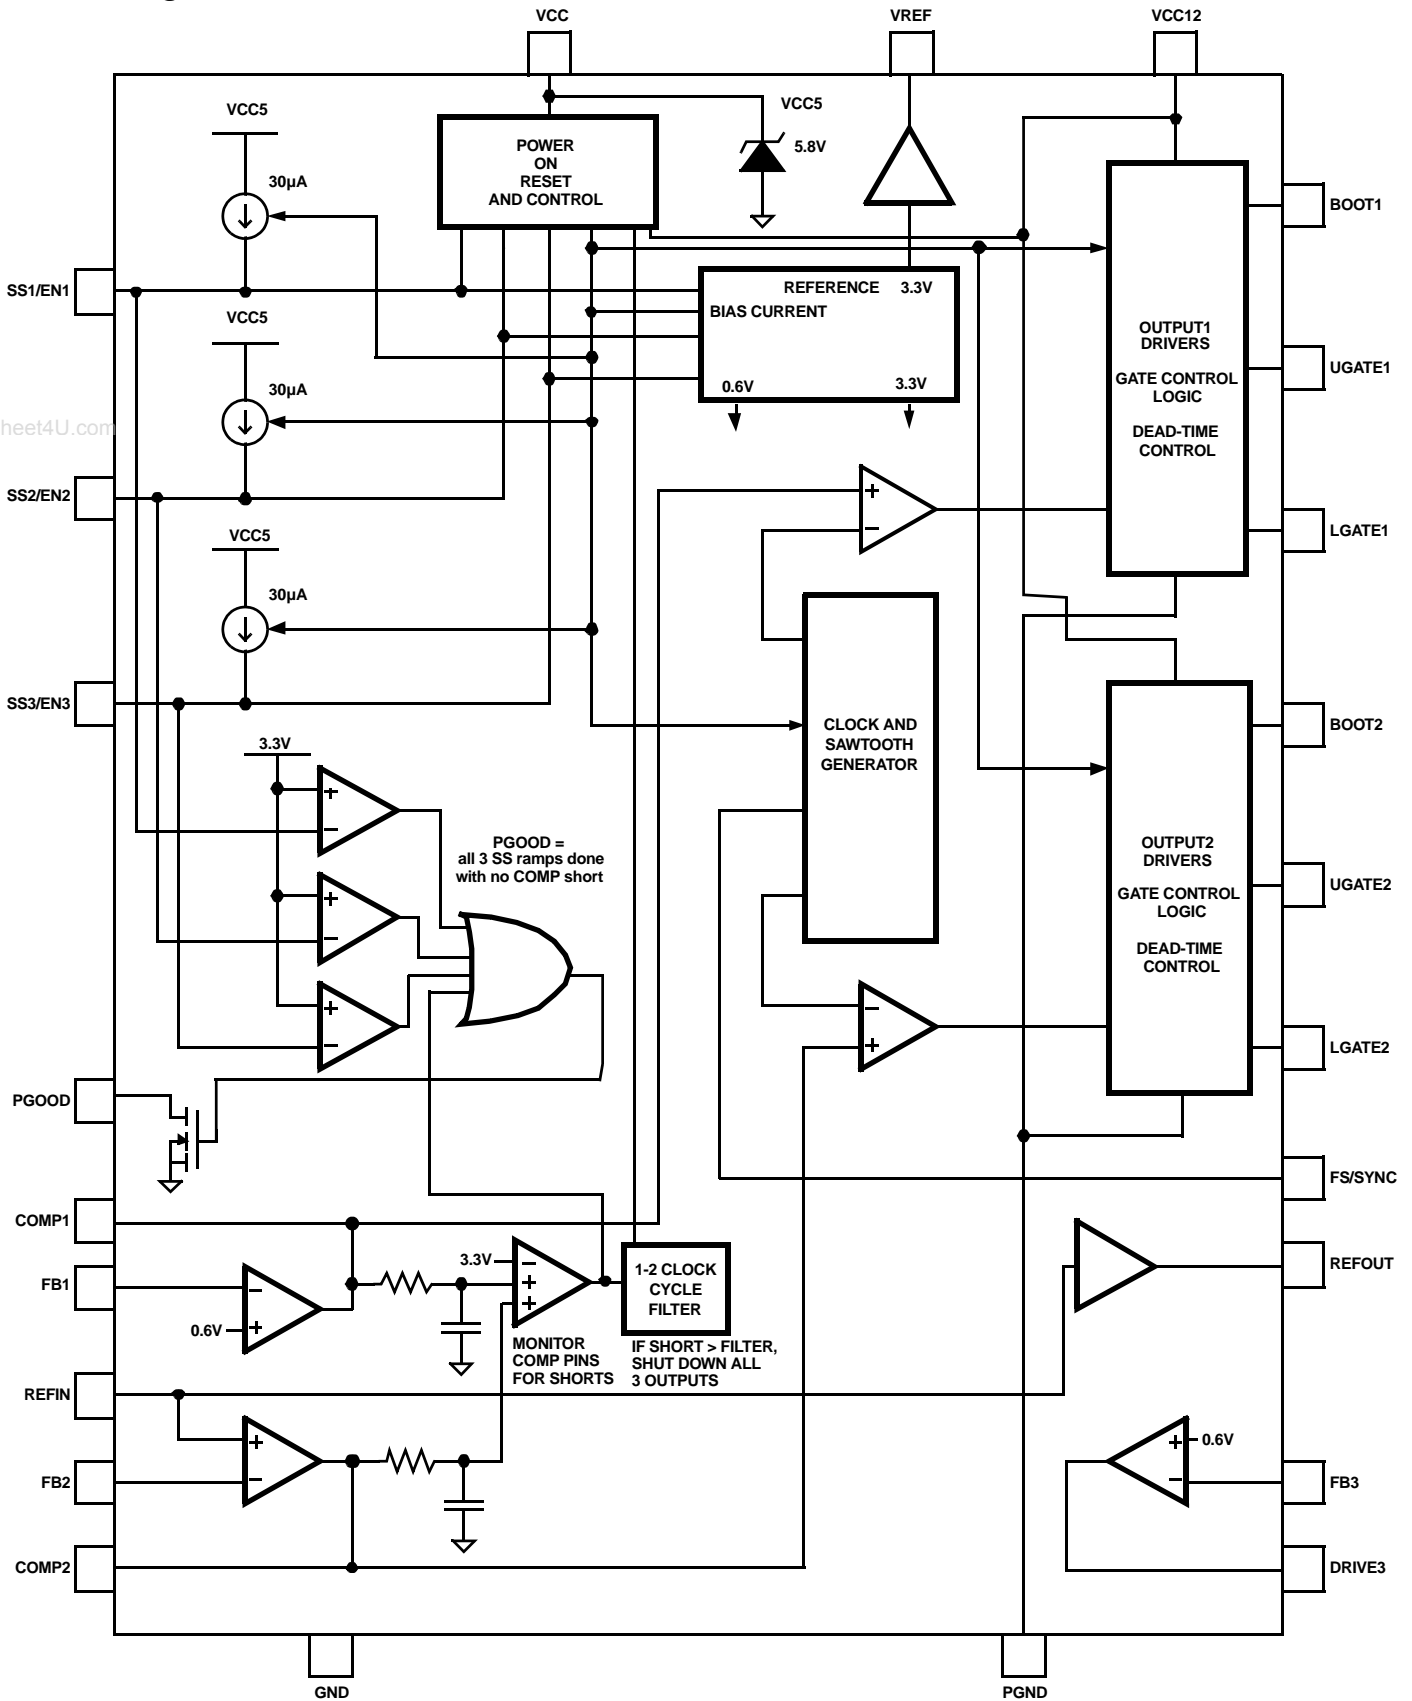 VCC
VREF
VCC12
VCC5
VCC5
5.8V
POWER
ON
RESET
AND CONTROL
30µA
BOOT1
SS1/EN1
REFERENCE 3.3V
BIAS CURRENT
VCC5
OUTPUT1
DRIVERS
GATE CONTROL
LOGIC
DEAD-TIME
CONTROL
UGATE1
0.6V
3.3V
30µA
heet4U.com
SS2/EN2
+
−
LGATE1
VCC5
30µA
SS3/EN3
CLOCK AND
SAWTOOTH
GENERATOR
BOOT2
3.3V
+
−
PGOOD =
all 3 SS ramps done
with no COMP short
OUTPUT2
DRIVERS
GATE CONTROL
LOGIC
DEAD-TIME
CONTROL
UGATE2
+
−
+
−
−
+
LGATE2
PGOOD
FS/SYNC
COMP1
3.3V
−
+
+
1-2 CLOCK
CYCLE
FILTER
REFOUT
FB1
−
0.6V
+
MONITOR
COMP PINS
FOR SHORTS
IF SHORT > FILTER,
SHUT DOWN ALL
3 OUTPUTS
REFIN
+
−
+
0.6V
−
FB2
FB3
COMP2
DRIVE3
GND
PGND